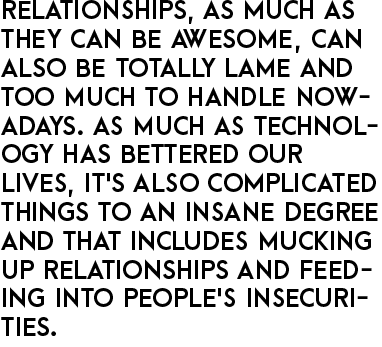 RELATIONSHIPS, AS MUCH AS
THEY CAN BE AWESOME, CAN
ALSO BE TOTALLY LAME AND
TOO MUCH TO HANDLE NOW-
ADAYS. AS MUCH AS TECHNOL-
OGY HAS BETTERED OUR
LIVES, IT'S ALSO COMPLICATED
THINGS TO AN INSANE DEGREE
AND THAT INCLUDES MUCKING
UP RELATIONSHIPS AND FEED-
ING INTO PEOPLE'S INSECURI-
TIES.